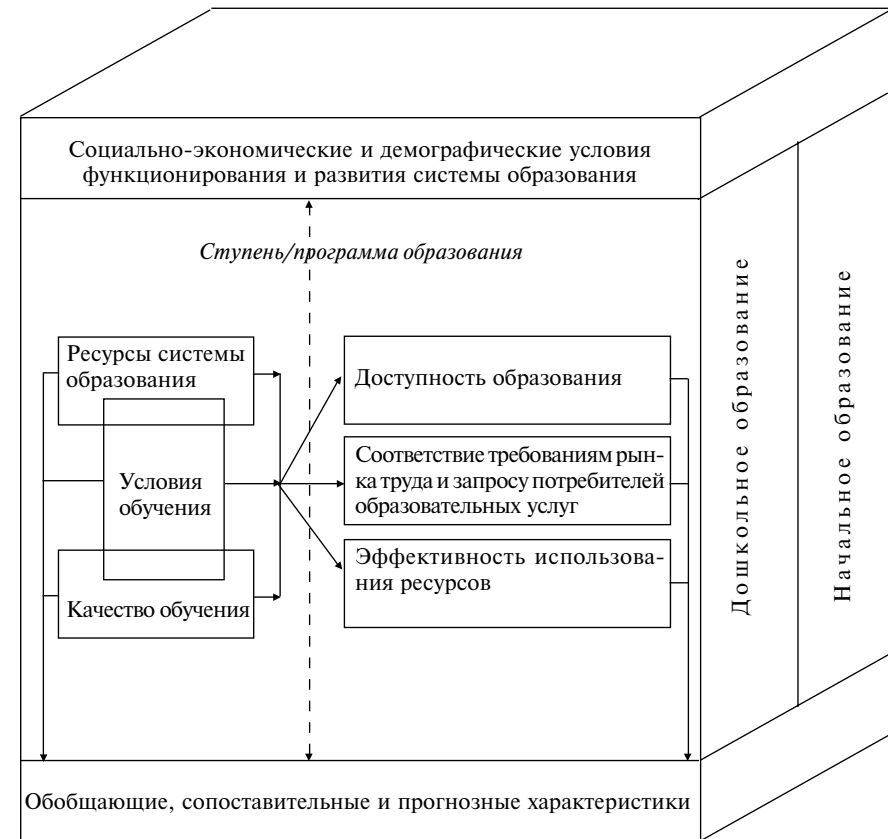 Социально-экономические и демографические условия
функционирования и развития системы образования
Ступень/программа образования
Ресурсы системы
образования
Условия
обучения
Качество обучения
Доступность образования
Соответствие требованиям рын-
ка труда и запросу потребителей
образовательных услуг
Эффективность использова-
ния ресурсов
Дошкольное образование
Начальное образование
Обобщающие, сопоставительные и прогнозные характеристики